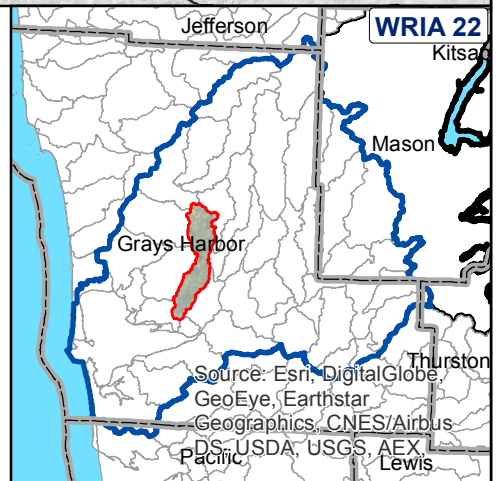 Jefferson
WRIA 22
Kitsap
Mason
Grays Harbor
Thurston
Source: Esri, DigitalGlobe,
GeoEye, Earthstar
Geographics, CNES/Airbus
DS, USDA, USGS, AEX,
Pacific
Lewis